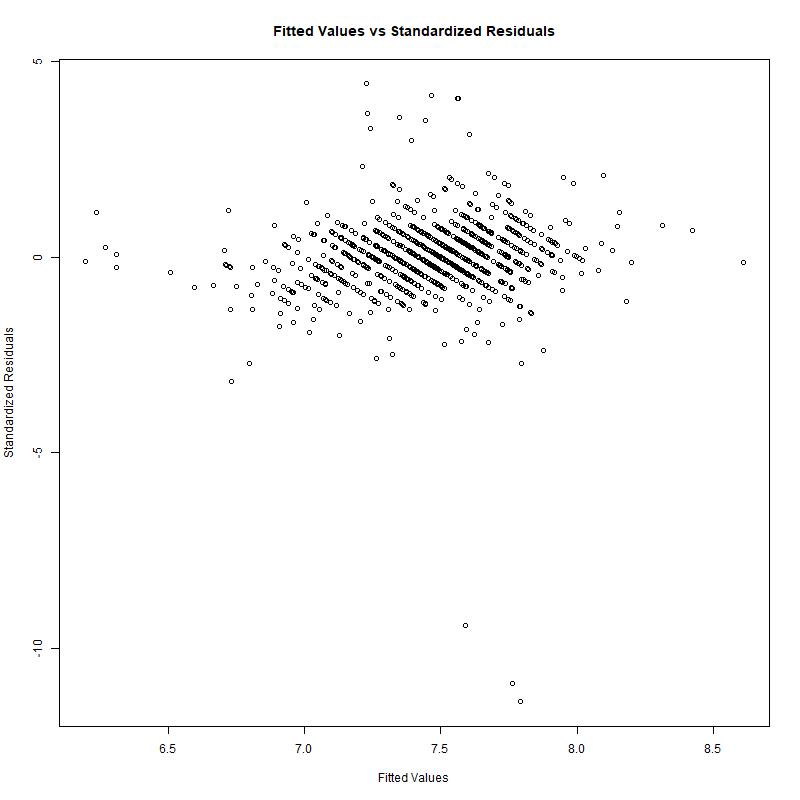 Fitted Values vs Standardized Residuals
5
0
-5
-10
Standardized Residuals
6.5 7.0 7.5 8.0 8.5
Fitted Values